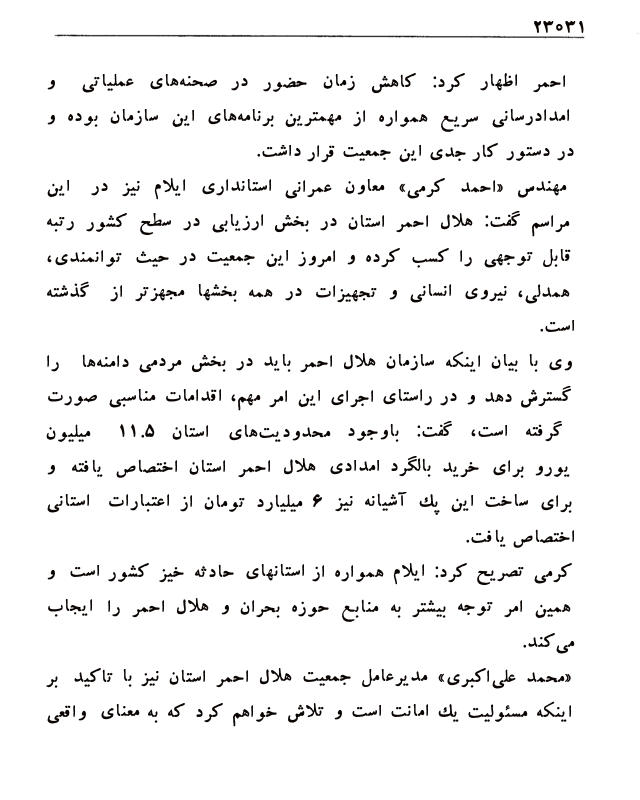 ۲۳۰۳۱
احمر اظهار کرد: کاهش زمان حضور در صحنه‌های عملیاتی و
امدادرسانی سریع همواره از مهمترین برنامه‌های این سازمان بوده و
در دستور کار جدی این جمعیت قرار داشت.
مهندس «احمد کرمی» معاون عمرانی استانداری ایلام نیز در این
مراسم گفت: هلال احمر استان در بخش ارزیابی در سطح کشور رتبه
قابل توجهی را کسب کرده و امروز این جمعیت در حیث توانمندی،
همدلی، نیروی انسانی و تجهیزات در همه بخشها مجهزتر از گذشته
است.
وی با بیان اینکه سازمان هلال احمر باید در بخش مردمی دامنه‌ها را
گسترش دهد و در راستای اجرای این امر مهم، اقدامات مناسبی صورت
گرفته است، گفت: باوجود محدودیت‌های استان ۱۱.۵ میلیون
یورو برای خرید بالگرد امدادی هلال احمر استان اختصاص یافته و
برای ساخت این پك آشیانه نیز ۶ میلیارد تومان از اعتبارات استانی
اختصاص یافت.
کرمی تصریح کرد: ایلام همواره از استانهای حادثه خیز کشور است و
همین امر توجه بیشتر به منابع حوزه بحران و هلال احمر را ایجاب
می‌کند.
«محمد علی‌اکبری» مدیرعامل جمعیت هلال احمر استان نیز با تاکید بر
اینکه مسئولیت یك امانت است و تلاش خواهم کرد که به معنای واقعی